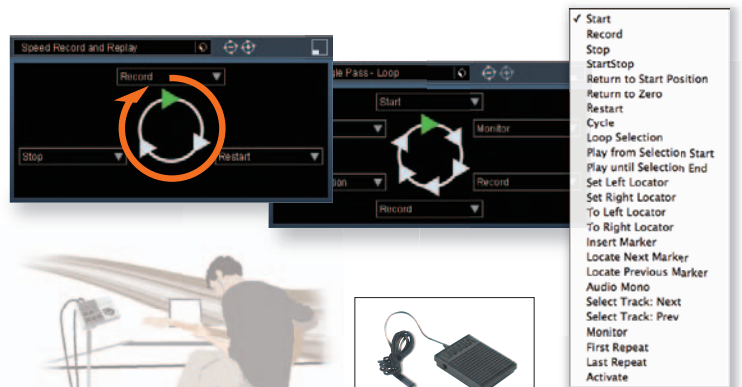 Speed Record and Replay
Record
Stop
Restart
Pass - Loop
Start
Monitor
Record
Record
✓ Start
Record
Stop
StartStop
Return to Start Position
Return to Zero
Restart
Cycle
Loop Selection
Play from Selection Start
Play until Selection End
Set Left Locator
Set Right Locator
To Left Locator
To Right Locator
Insert Marker
Locate Next Marker
Locate Previous Marker
Audio Mono
Select Track: Next
Select Track: Prev
Monitor
First Repeat
Last Repeat
Activate